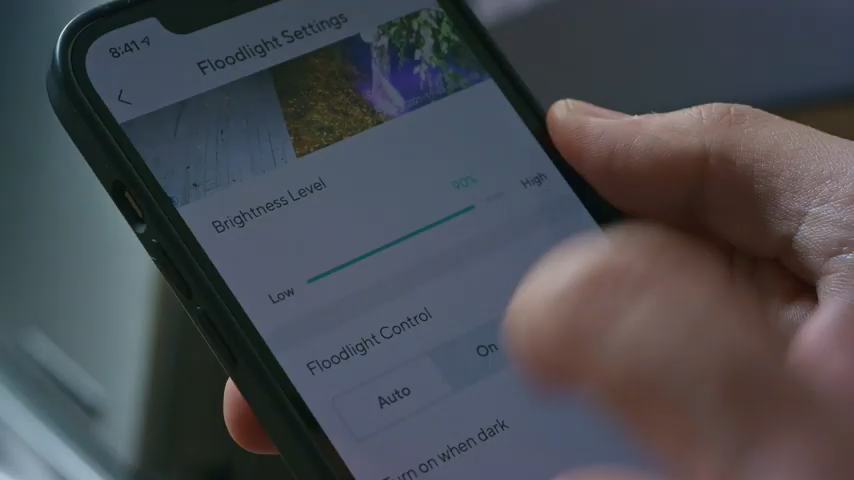 8:41
Floodlight Settings
Brightness Level
90%
Low
High
Floodlight Control
Auto
On
Turn on when dark